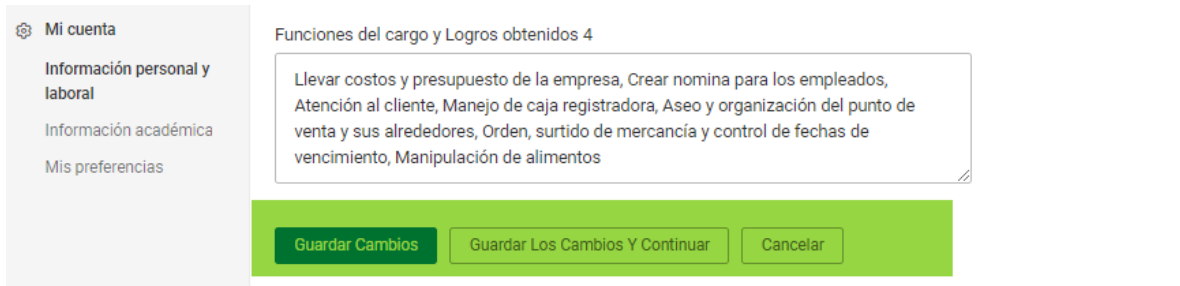 Mi cuenta
Información personal y
laboral
Información académica
Mis preferencias
Funciones del cargo y Logros obtenidos 4
Llevar costos y presupuesto de la empresa, Crear nomina para los empleados,
Atención al cliente, Manejo de caja registradora, Aseo y organización del punto de
venta y sus alrededores, Orden, surtido de mercancía y control de fechas de
vencimiento, Manipulación de alimentos
Guardar Cambios
Guardar Los Cambios Y Continuar
Cancelar